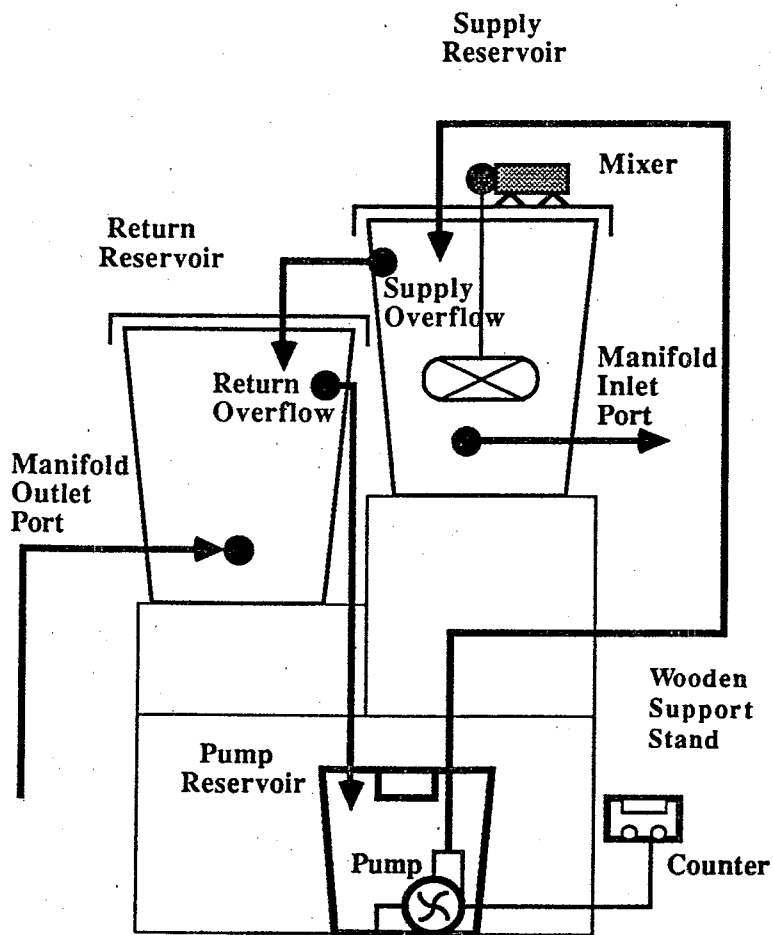 Supply
Reservoir
Mixer
Return
Reservoir
Supply
Overflow
Manifold
Inlet
Port
Return
Overflow
Manifold
Outlet
Port
Wooden
Support
Stand
Pump
Reservoir
Pump
Counter